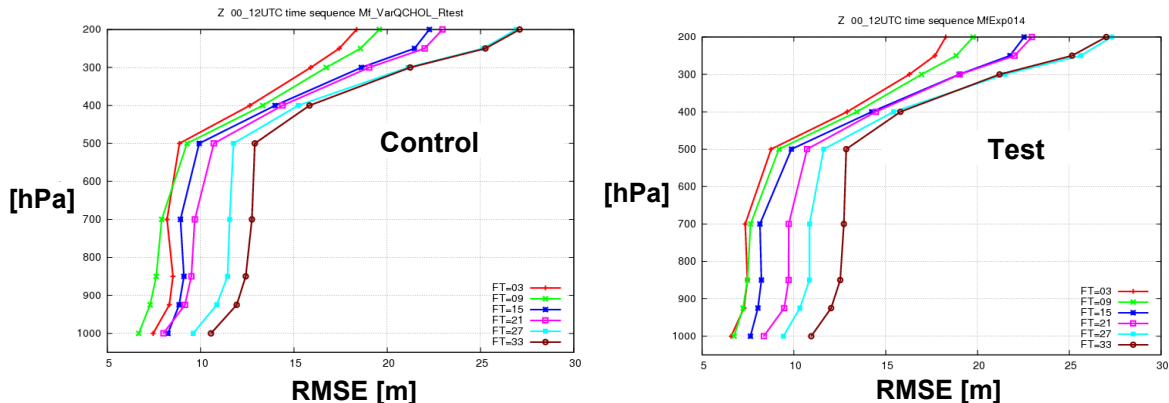 Z 00_12UTC time sequence Mf_VarQCHOL_Rtest
200
300
400
500
600
700
800
900
1000
[hPa]
Control
FT=03
FT=09
FT=15
FT=21
FT=27
FT=33
5 10 15 20 25 30
RMSE [m]
Z 00_12UTC time sequence MfExp014
200
300
400
500
600
700
800
900
1000
[hPa]
Test
FT=03
FT=09
FT=15
FT=21
FT=27
FT=33
5 10 15 20 25 30
RMSE [m]